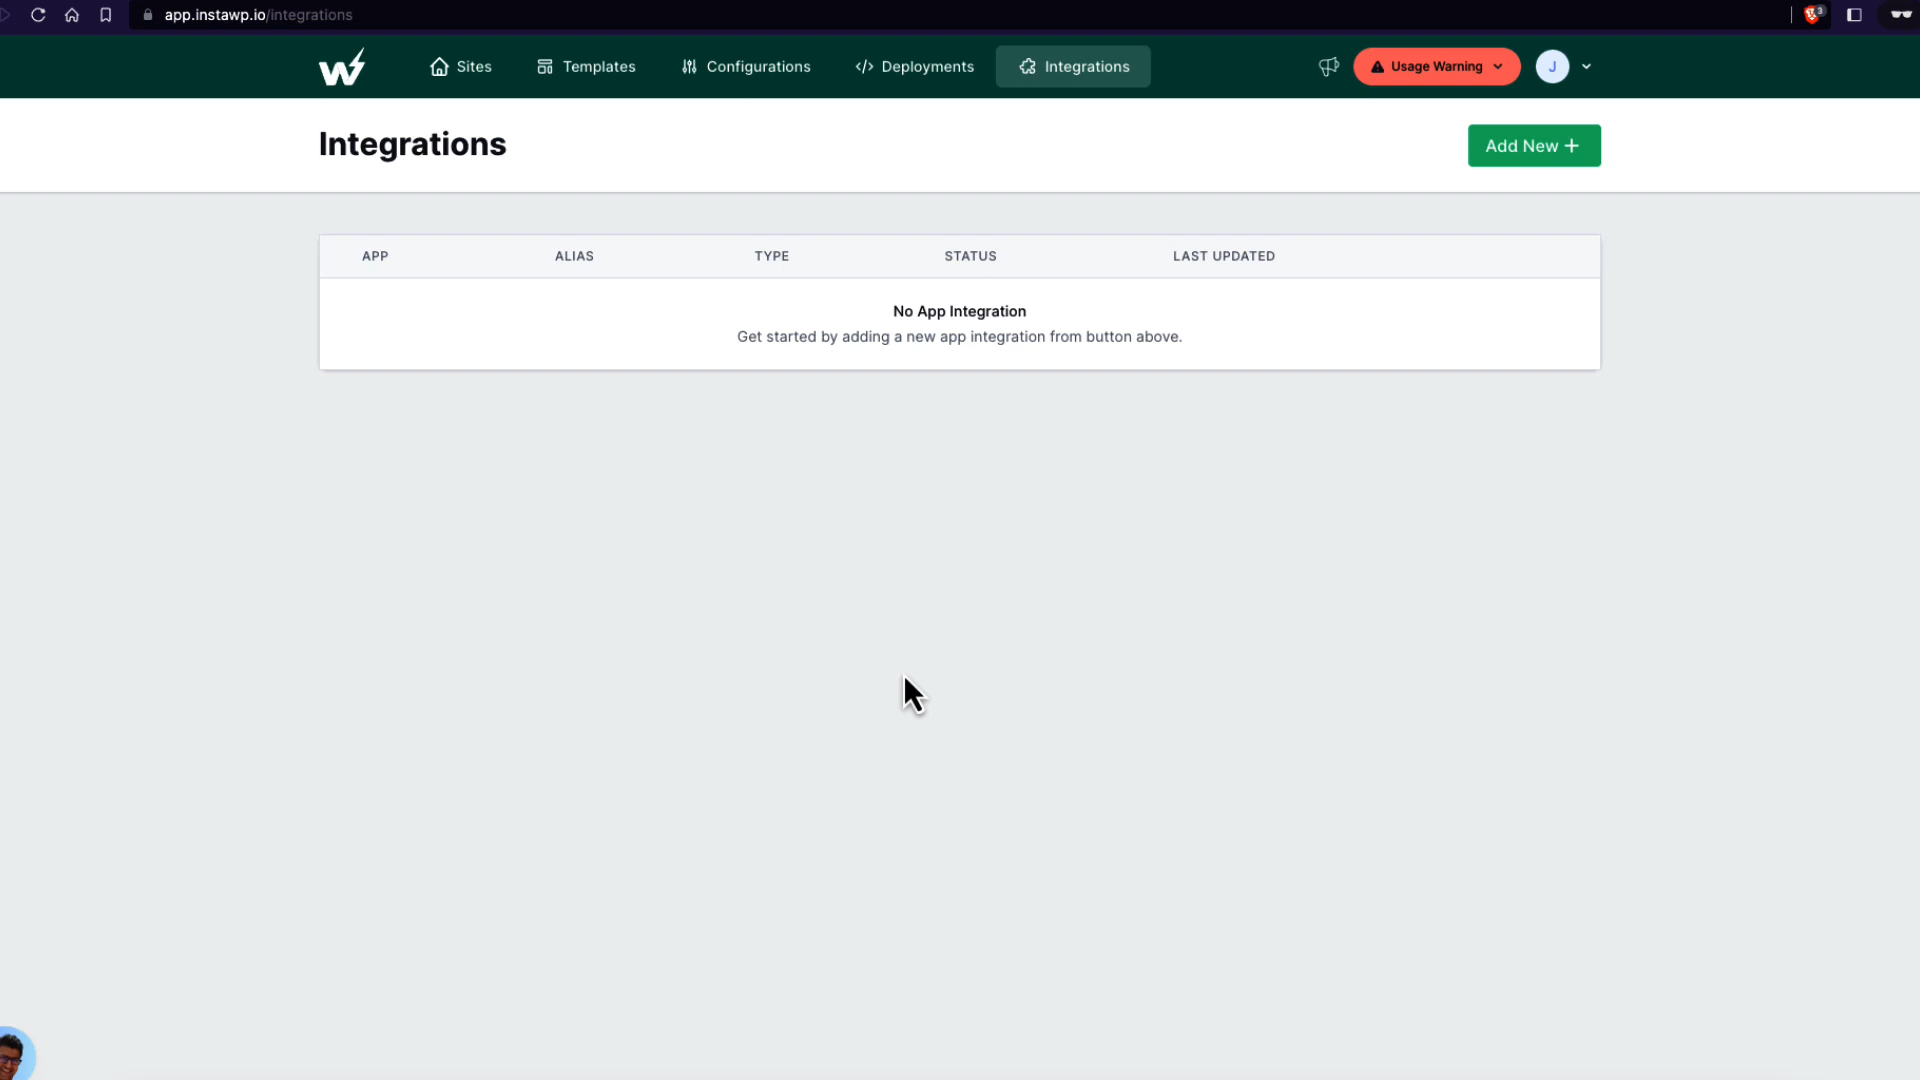 app.instawp.io/integrations
3
Sites
Templates
Configurations
Deployments
Integrations
Usage Warning
J
Integrations
Add New +
APP
ALIAS
TYPE
STATUS
LAST UPDATED
No App Integration
Get started by adding a new app integration from button above.